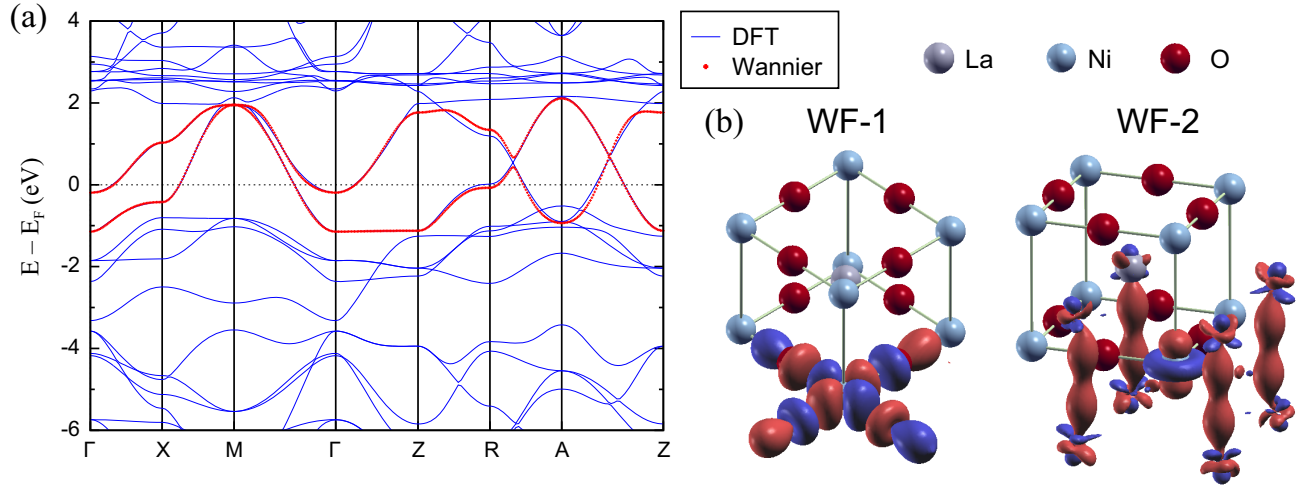 (a)
4
2
0
-2
-4
-6
E – E_F (eV)
Γ X M Γ Z R A Z
DFT
Wannier
La Ni O
(b)
WF-1 WF-2